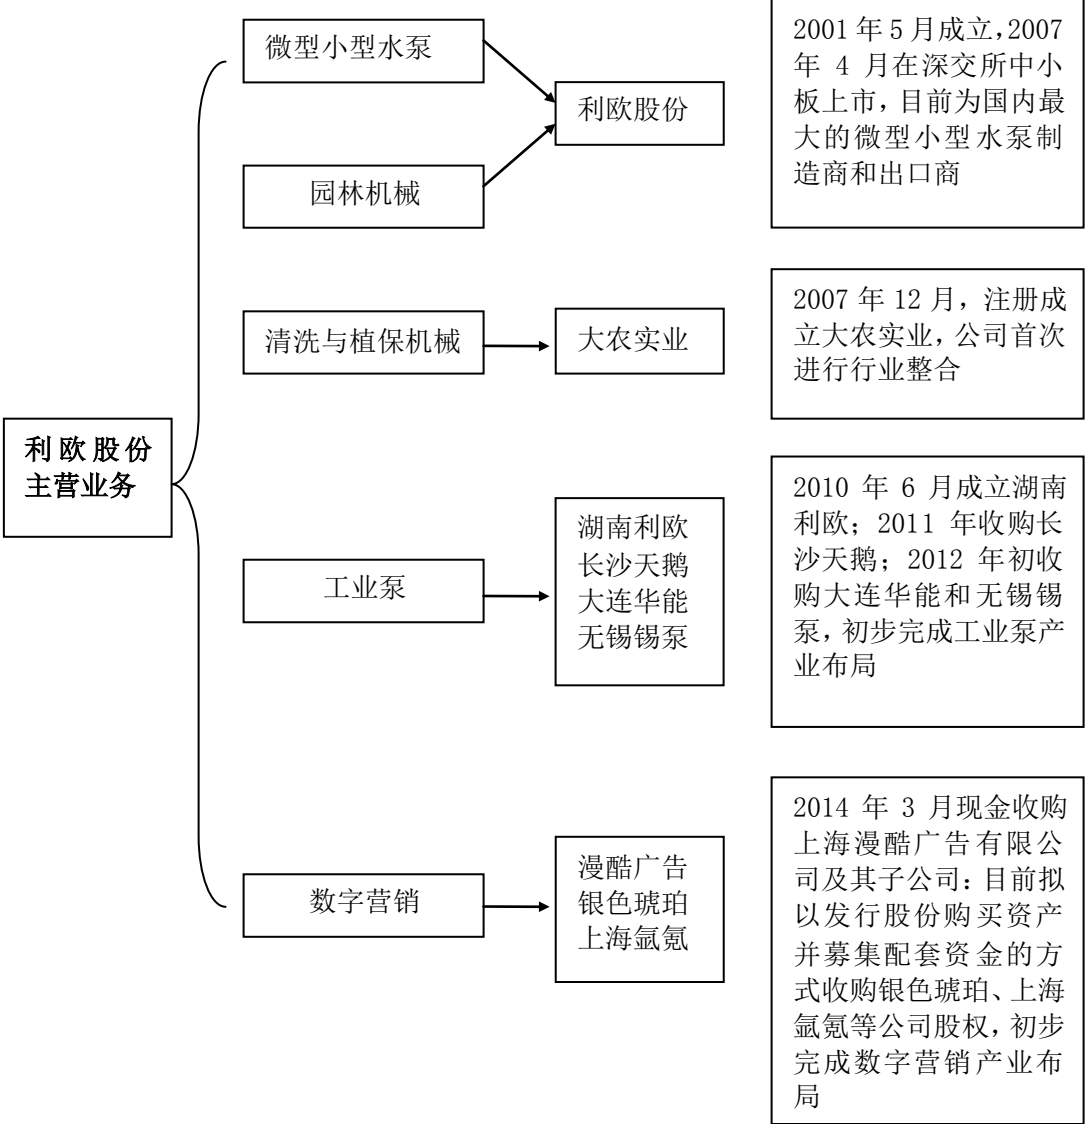 微型小型水泵
利欧股份
园林机械
2001 年 5 月成立，2007
年 4 月在深交所中小
板上市，目前为国内最
大的微型小型水泵制
造商和出口商
清洗与植保机械
大农实业
2007 年 12 月，注册成
立大农实业，公司首次
进行行业整合
利欧股份
主营业务
工业泵
湖南利欧
长沙天鹅
大连华能
无锡锡泵
2010 年 6 月成立湖南
利欧；2011 年收购长
沙天鹅；2012 年初收
购大连华能和无锡锡
泵，初步完成工业泵产
业布局
数字营销
漫酷广告
银色琥珀
上海氩氪
2014 年 3 月现金收购
上海漫酷广告有限公
司及其子公司：目前拟
以发行股份购买资产
并募集配套资金的方
式收购银色琥珀、上海
氩氪等公司股权，初步
完成数字营销产业布
局